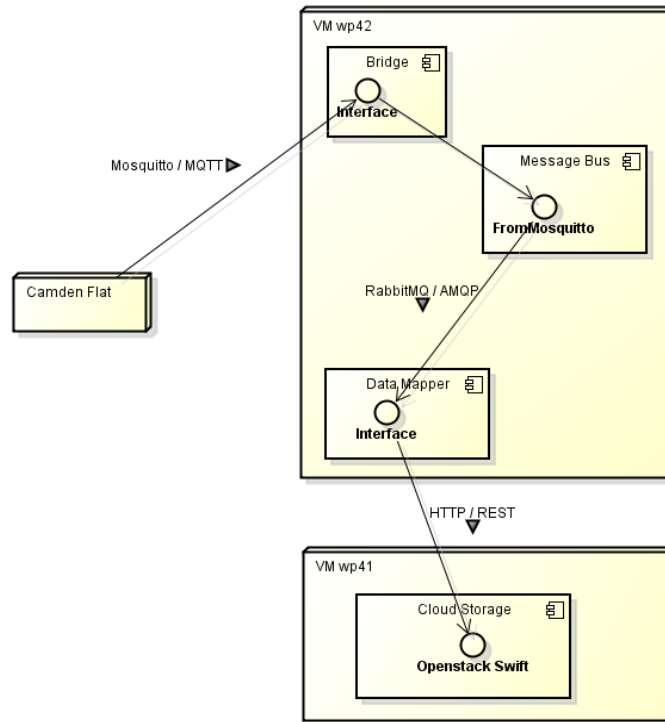 VM wp42
Bridge
Interface
Mosquitto / MQTT
Message Bus
FromMosquitto
Camden Flat
RabbitMQ / AMQP
Data Mapper
Interface
HTTP / REST
VM wp41
Cloud Storage
Openstack Swift